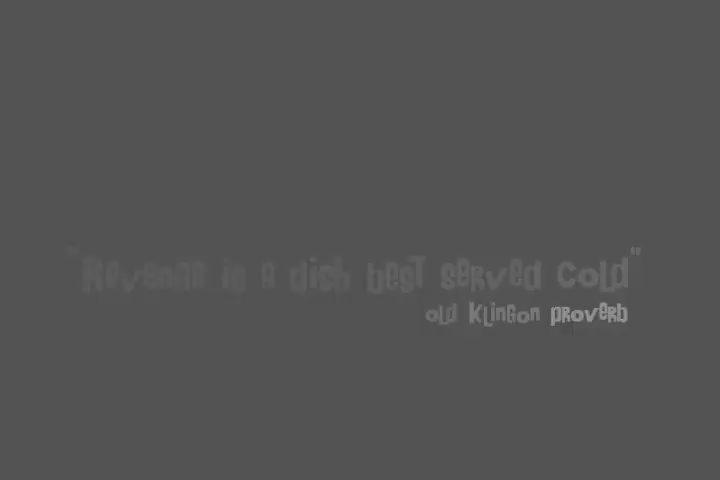 "Revenge is a dish best served cold"
old Klingon proverb